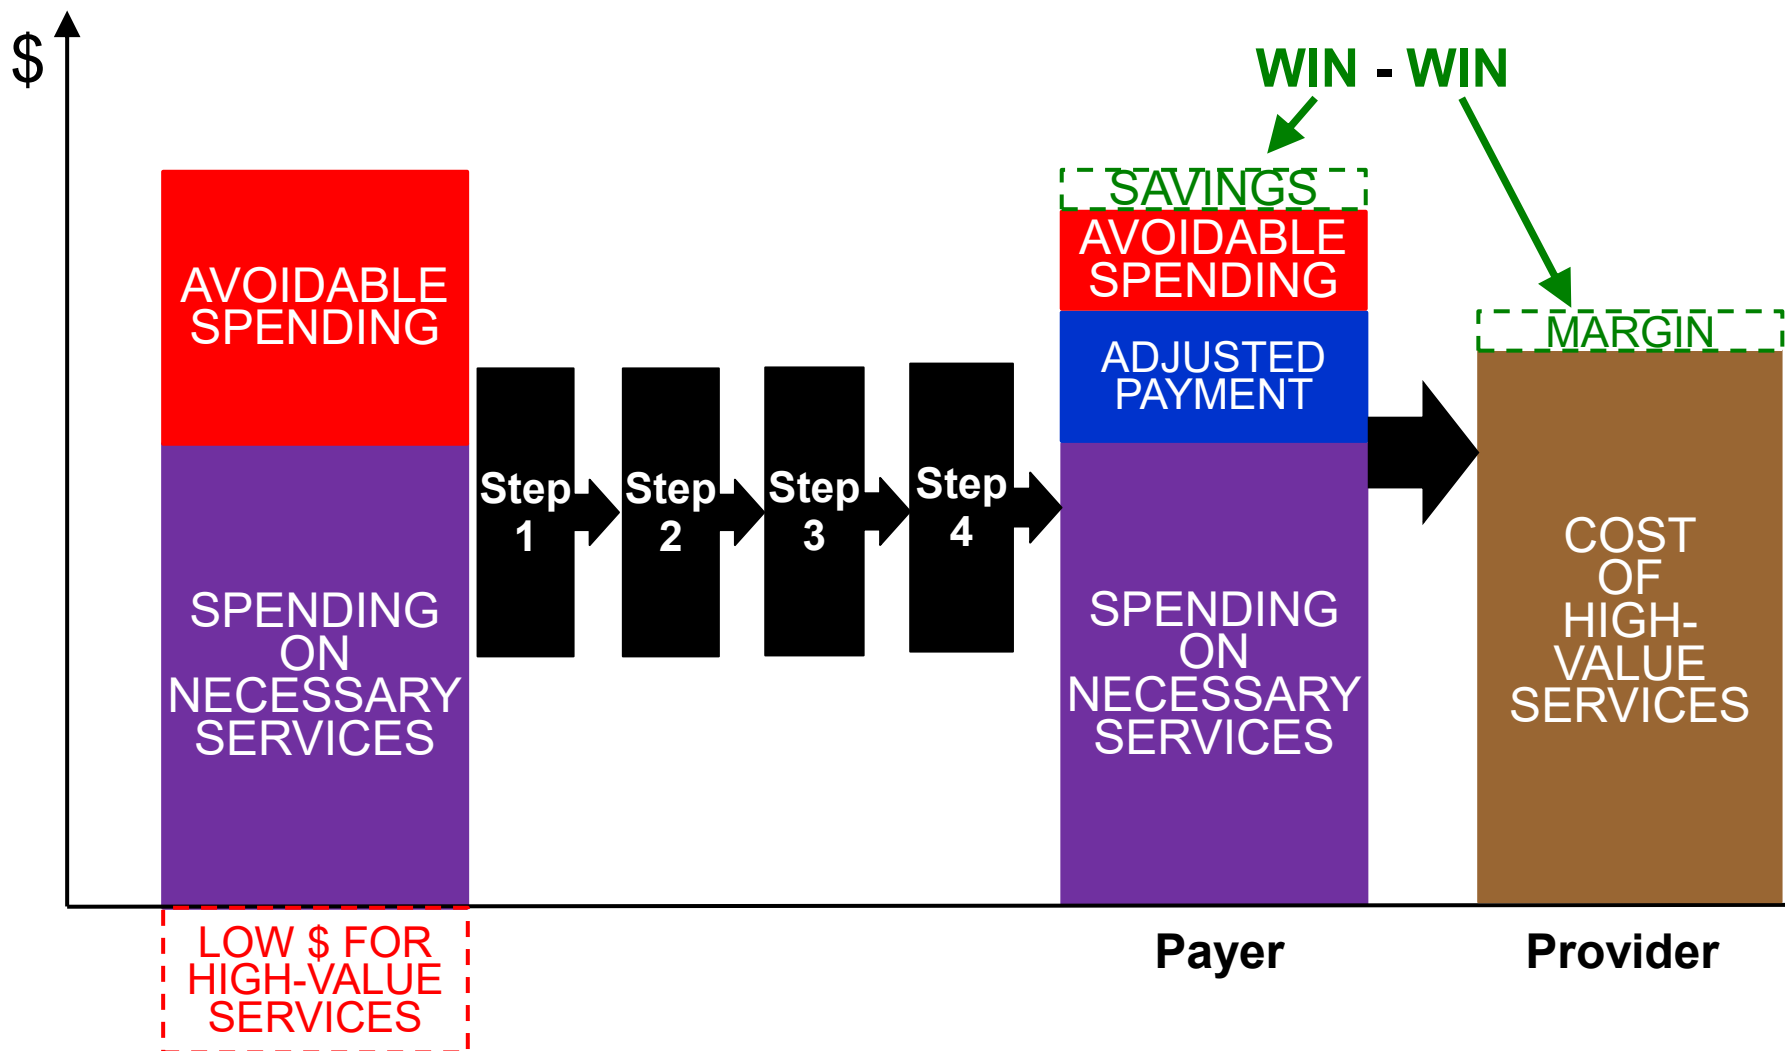 $
WIN - WIN
AVOIDABLE
SPENDING
SPENDING
ON
NECESSARY
SERVICES
LOW $ FOR
HIGH-VALUE
SERVICES
Step
1
Step
2
Step
3
Step
4
SAVINGS
AVOIDABLE
SPENDING
ADJUSTED
PAYMENT
SPENDING
ON
NECESSARY
SERVICES
Payer
MARGIN
COST
OF
HIGH-
VALUE
SERVICES
Provider